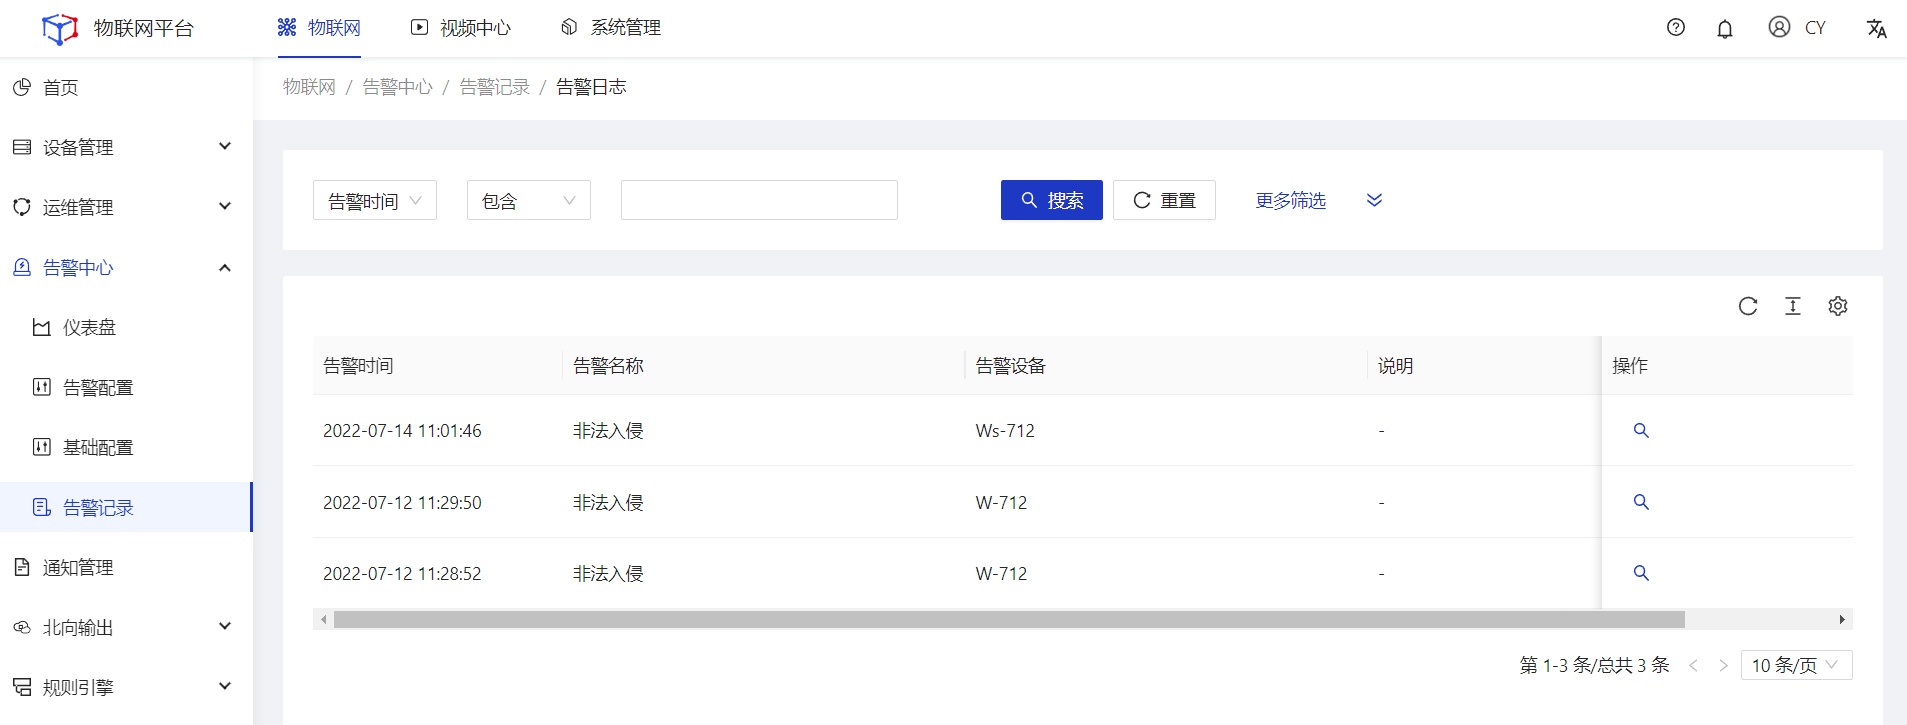 物联网平台
物联网
视频中心
系统管理
CY
首页
设备管理
运维管理
告警中心
仪表盘
告警配置
基础配置
告警记录
通知管理
北向输出
规则引擎
物联网 / 告警中心 / 告警记录 / 告警日志
告警时间 包含 搜索 重置 更多筛选
告警时间 告警名称 告警设备 说明 操作
2022-07-14 11:01:46 非法入侵 Ws-712 -
2022-07-12 11:29:50 非法入侵 W-712 -
2022-07-12 11:28:52 非法入侵 W-712 -
第 1-3 条/总共 3 条 < > 10 条/页